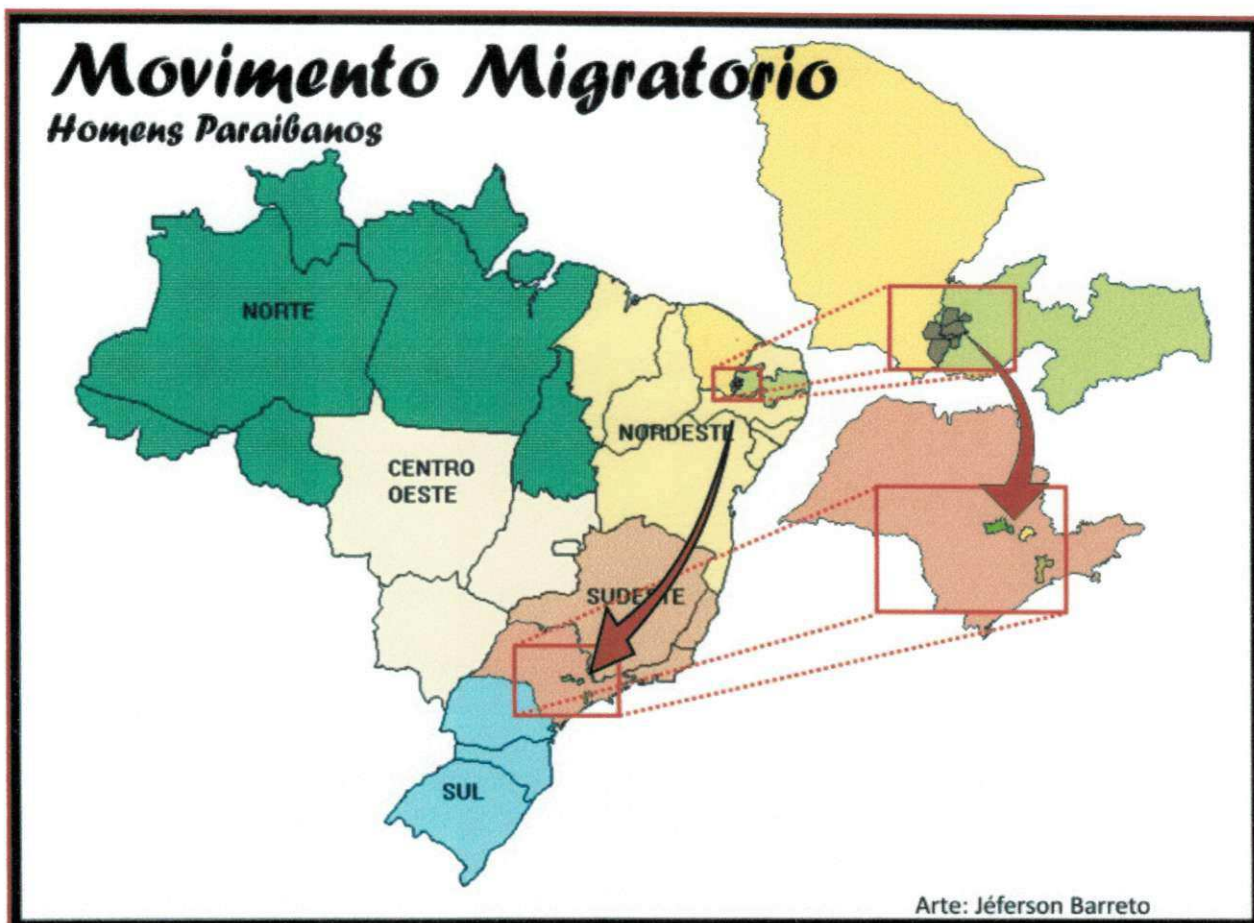 Movimento Migratorio
Homens Paraibanos
NORTE
NORDESTE
CENTRO
OESTE
SUDESTE
SUL
Arte: Jéferson Barreto